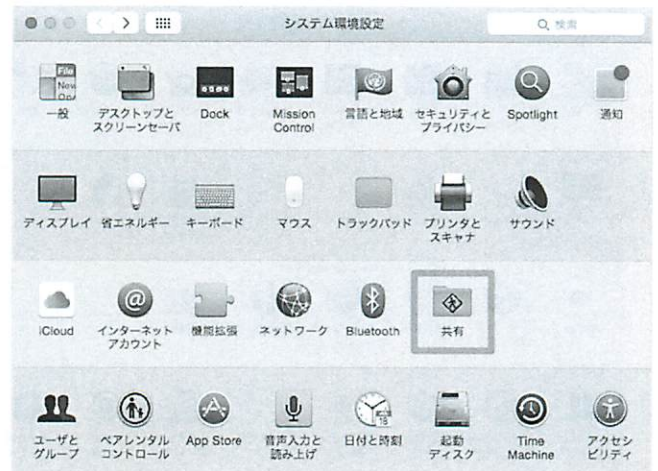 システム環境設定
検索
File
New
Ope
一般
デスクトップと
スクリーンセーバ
Dock
Mission
Control
言語と地域
セキュリティと
プライバシー
Spotlight
通知
ディスプレイ
省エネルギー
キーボード
マウス
トラックパッド
プリンタと
スキャナ
サウンド
iCloud
インターネット
アカウント
機能拡張
ネットワーク
Bluetooth
共有
ユーザと
グループ
ペアレンタル
コントロール
App Store
音声入力と
読み上げ
18
日付と時刻
起動
ディスク
Time
Machine
アクセシ
ビリティ